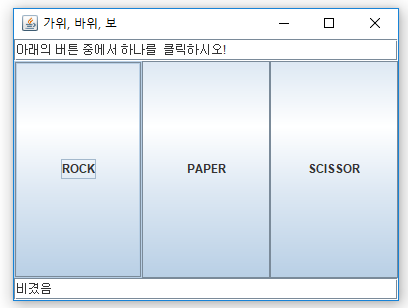 가위, 바위, 보
아래의 버튼 중에서 하나를 클릭하시오!
ROCK
PAPER
SCISSOR
비겼음